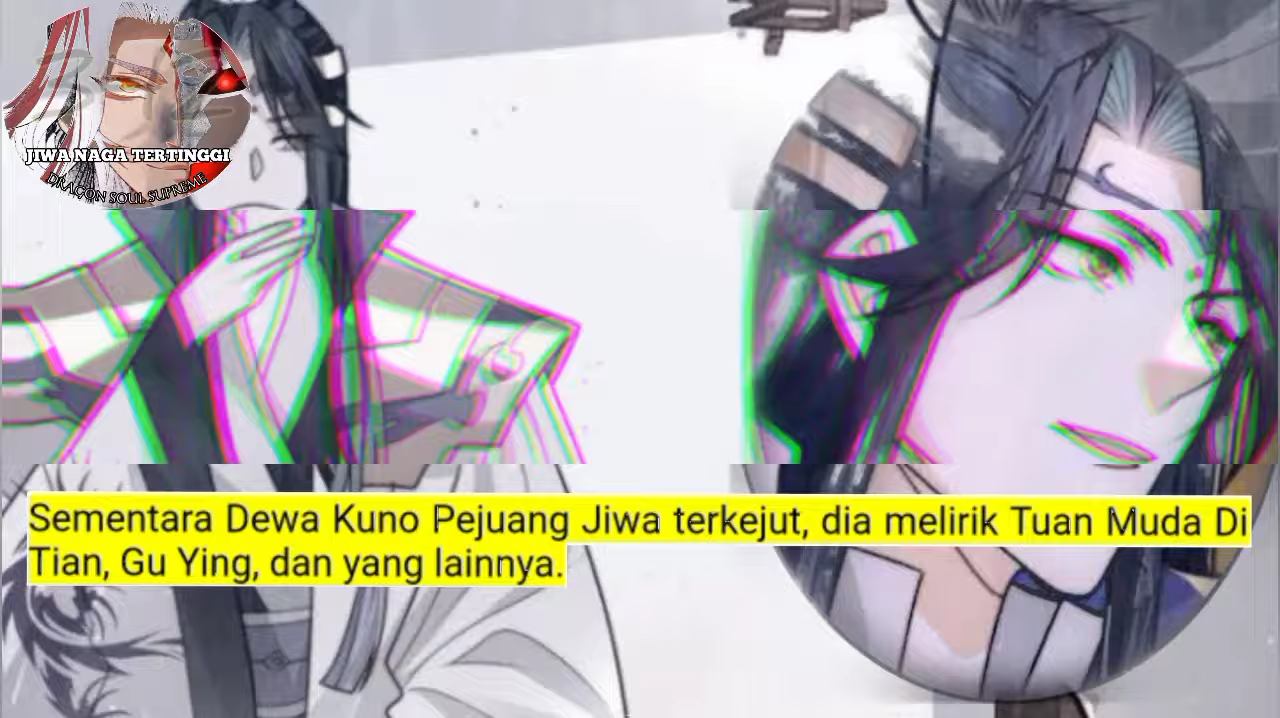 JIWA NAGA TERTINGGI
DRAGON SOUL SUPREME
Sementara Dewa Kuno Pejuang Jiwa terkejut, dia melirik Tuan Muda Di
Tian, Gu Ying, dan yang lainnya.